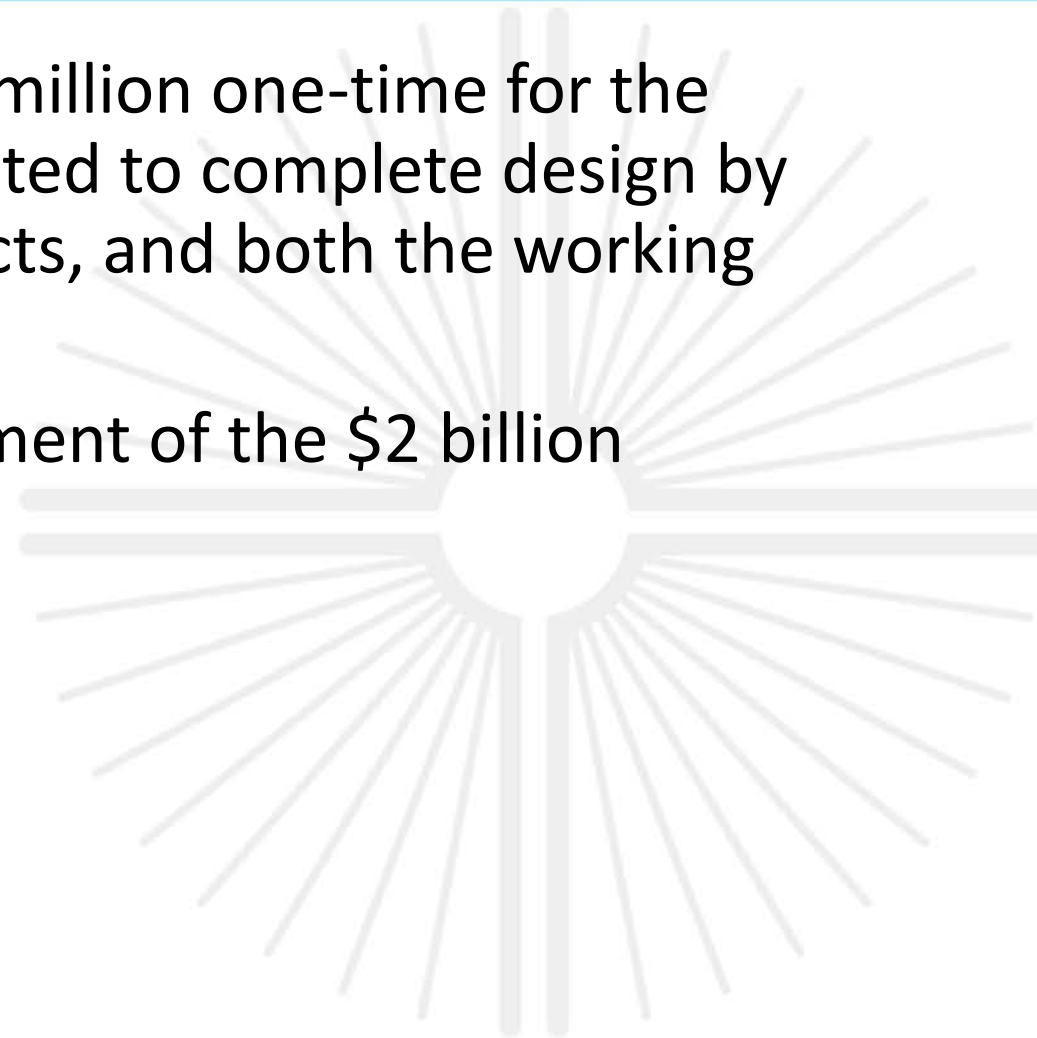 million one-time for the
ted to complete design by
cts, and both the working
ment of the $2 billion